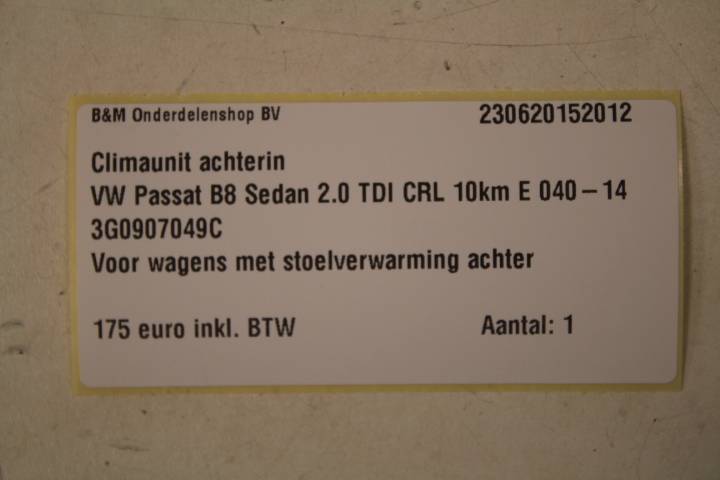 B&M Onderdelenshop BV 230620152012
Climaunit achterin
VW Passat B8 Sedan 2.0 TDI CRL 10km E 040-14
3G0907049C
Voor wagens met stoelverwarming achter
175 euro inkl. BTW Aantal: 1